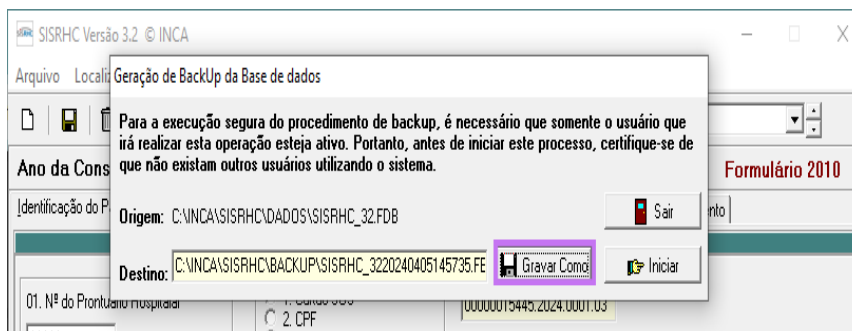 SISRHC Versão 3.2 © INCA
Arquivo Locali
Geração de BackUp da Base de dados
Para a execução segura do procedimento de backup, é necessário que somente o usuário que
irá realizar esta operação esteja ativo. Portanto, antes de iniciar este processo, certifique-se de
que não existam outros usuários utilizando o sistema.
Ano da Cons
Formulário 2010
Identificação do P
nto
Origem: C:\INCA\SISRHC\DADOS\SISRHC_32.FDB
Sair
Destino: C:\INCA\SISRHC\BACKUP\SISRHC_3220240405145735.FE
Gravar Como
Iniciar
01. Nº do Prontuário Hospitalar
00000015445.2024.0001.03
2. CPF